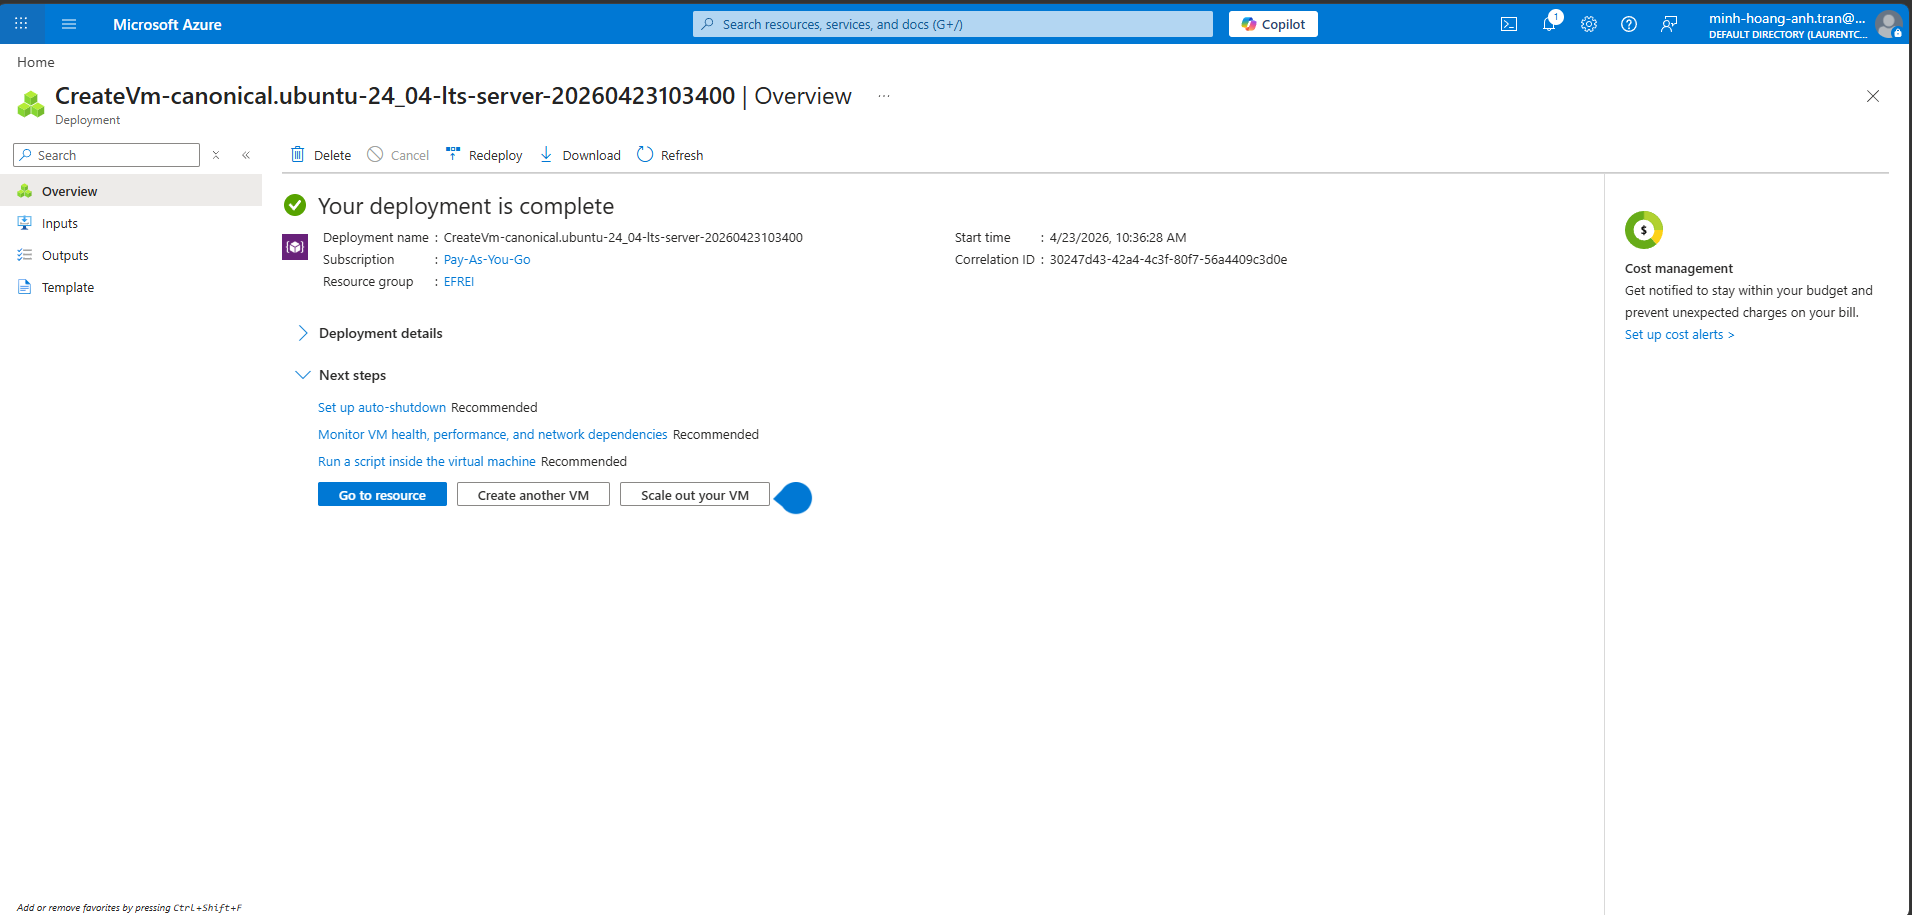 Microsoft Azure
Search resources, services, and docs (G+/)
Copilot
1
minh-hoang-anh.tran@...
DEFAULT DIRECTORY (LAURENTC...
Home
CreateVm-canonical.ubuntu-24_04-lts-server-20260423103400 | Overview ...
Deployment
Search
Delete
Cancel
Redeploy
Download
Refresh
Overview
Inputs
Outputs
Template
Your deployment is complete
Deployment name : CreateVm-canonical.ubuntu-24_04-lts-server-20260423103400
Subscription : Pay-As-You-Go
Resource group : EFREI
Start time : 4/23/2026, 10:36:28 AM
Correlation ID : 30247d43-42a4-4c3f-80f7-56a4409c3d0e
Deployment details
Next steps
Set up auto-shutdown Recommended
Monitor VM health, performance, and network dependencies Recommended
Run a script inside the virtual machine Recommended
Go to resource
Create another VM
Scale out your VM
$
Cost management
Get notified to stay within your budget and
prevent unexpected charges on your bill.
Set up cost alerts >
Add or remove favorites by pressing Ctrl+Shift+F